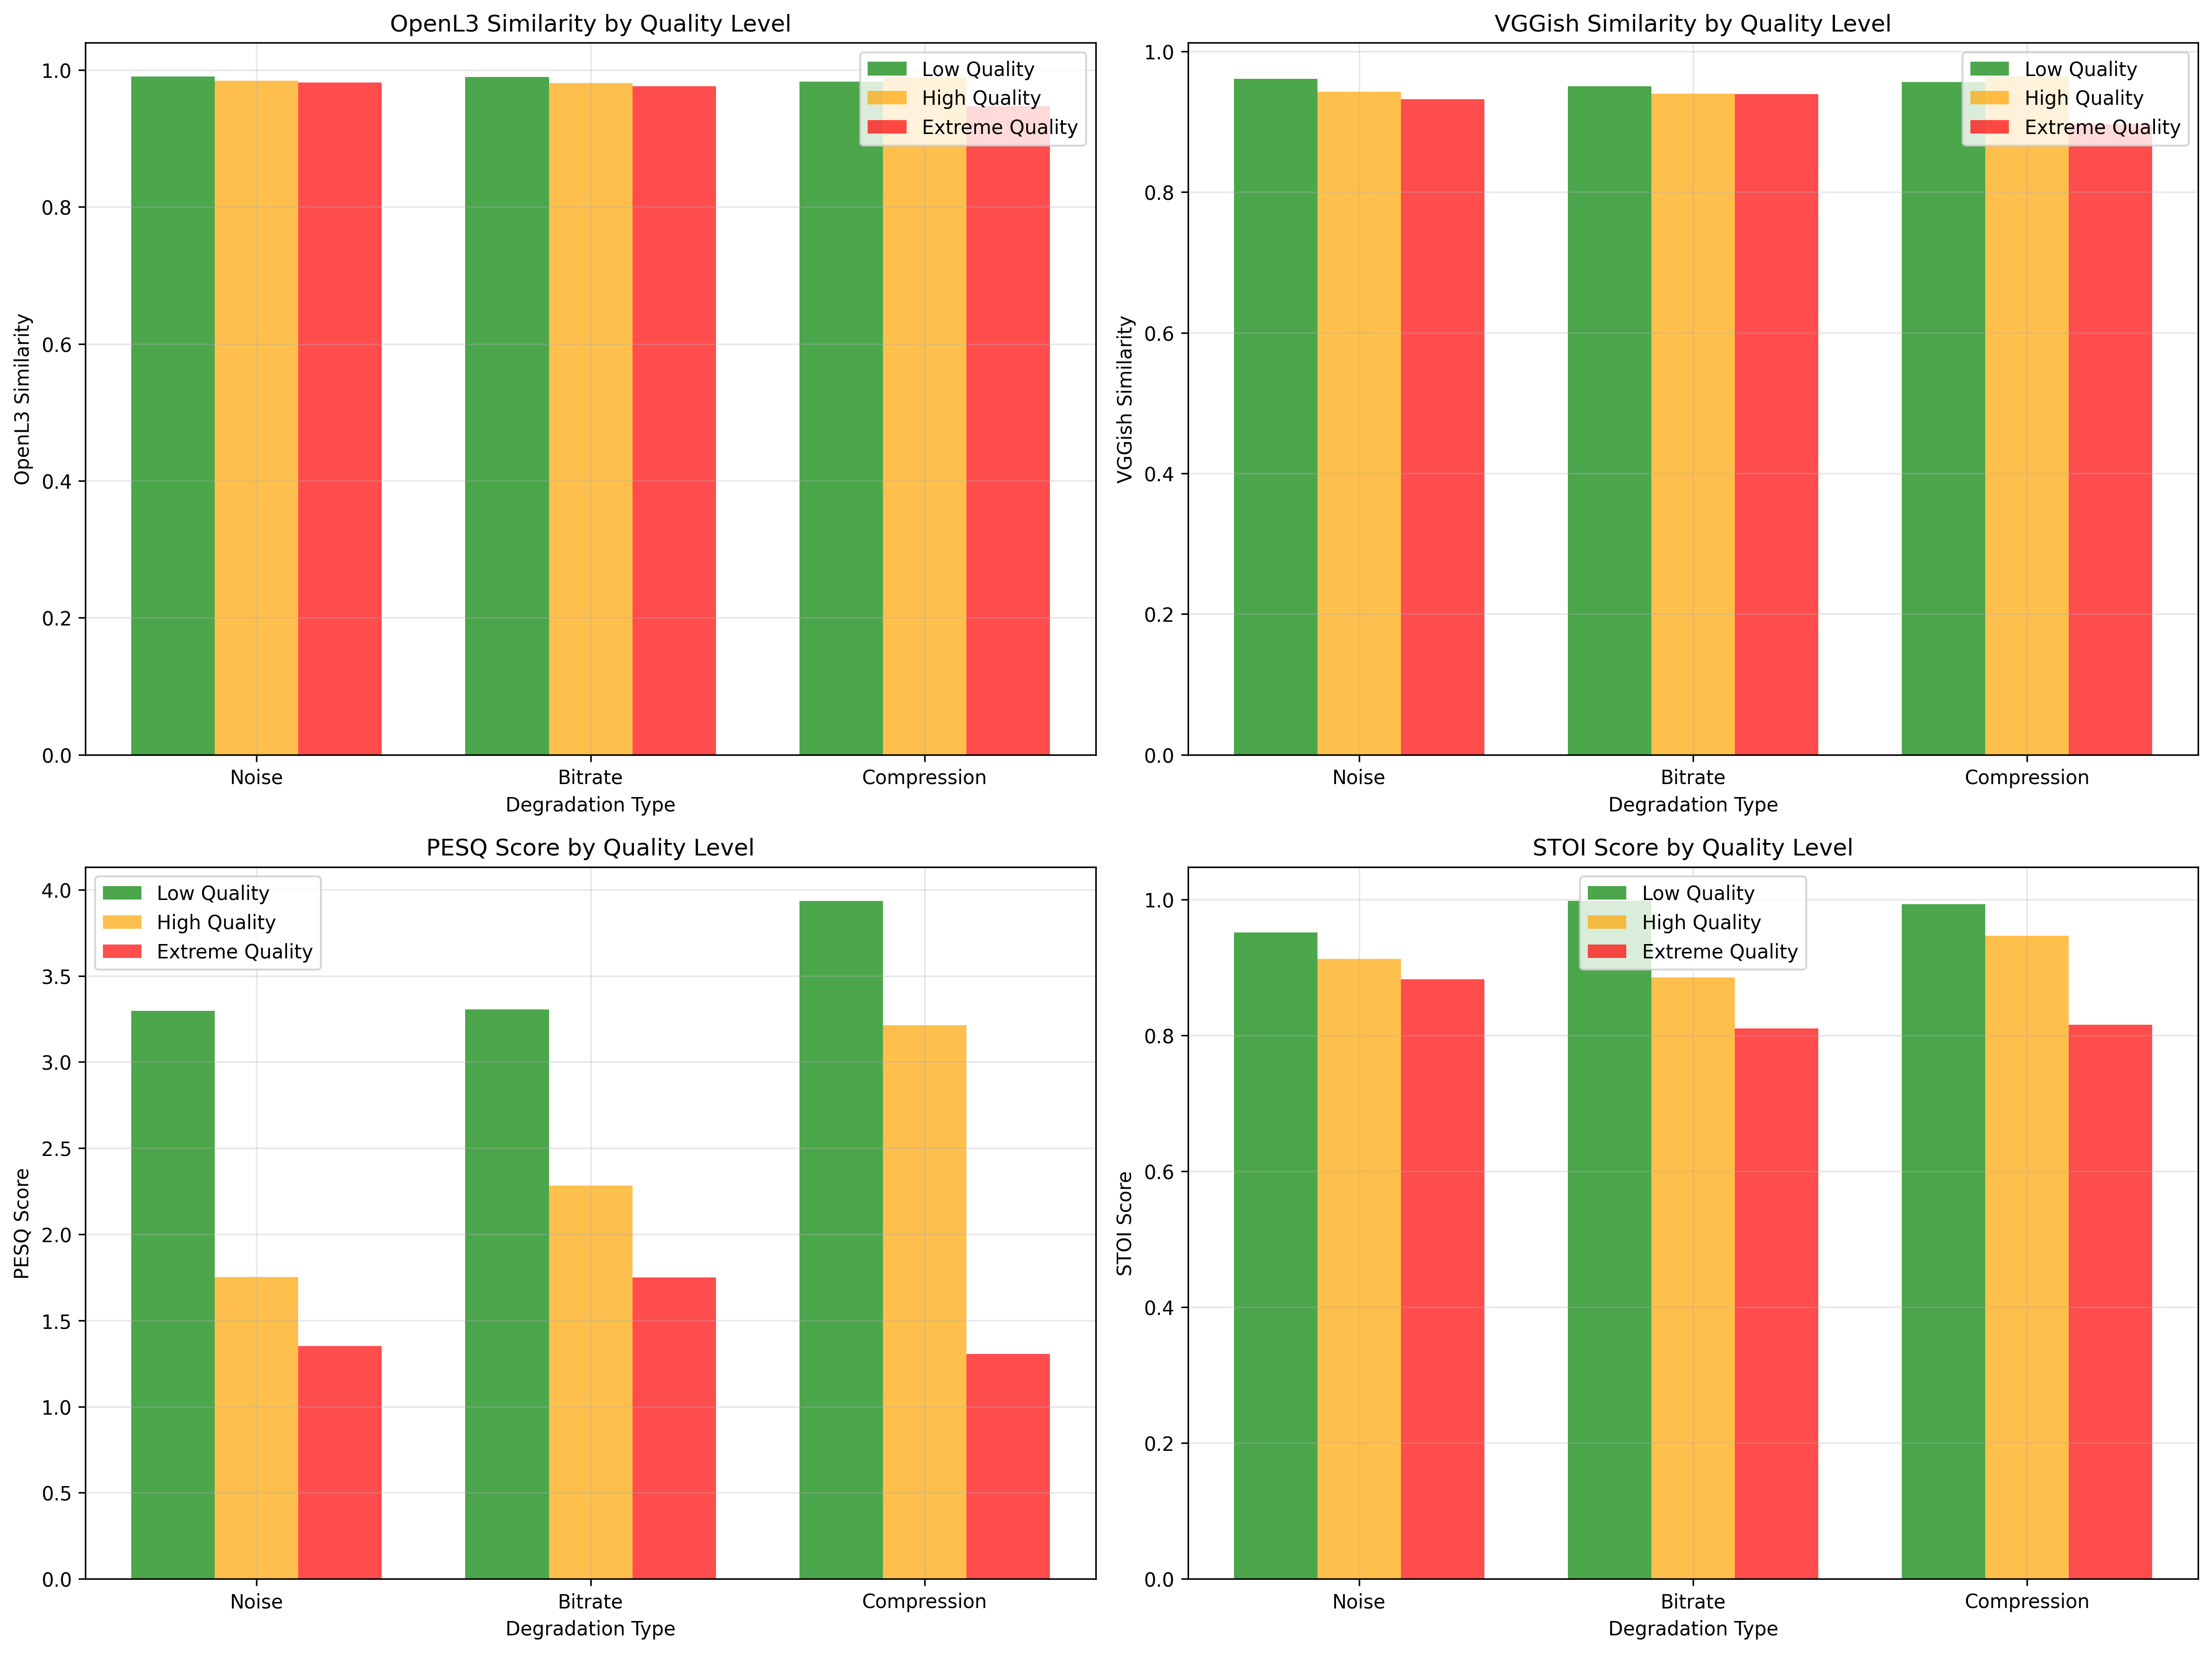 OpenL3 Similarity by Quality Level
OpenL3 Similarity
1.0
0.8
0.6
0.4
0.2
0.0
Low Quality
High Quality
Extreme Quality
Noise
Bitrate
Compression
Degradation Type
VGGish Similarity by Quality Level
VGGish Similarity
1.0
0.8
0.6
0.4
0.2
0.0
Low Quality
High Quality
Extreme Quality
Noise
Bitrate
Compression
Degradation Type
PESQ Score by Quality Level
PESQ Score
4.0
3.5
3.0
2.5
2.0
1.5
1.0
0.5
0.0
Low Quality
High Quality
Extreme Quality
Noise
Bitrate
Compression
Degradation Type
STOI Score by Quality Level
STOI Score
1.0
0.8
0.6
0.4
0.2
0.0
Low Quality
High Quality
Extreme Quality
Noise
Bitrate
Compression
Degradation Type